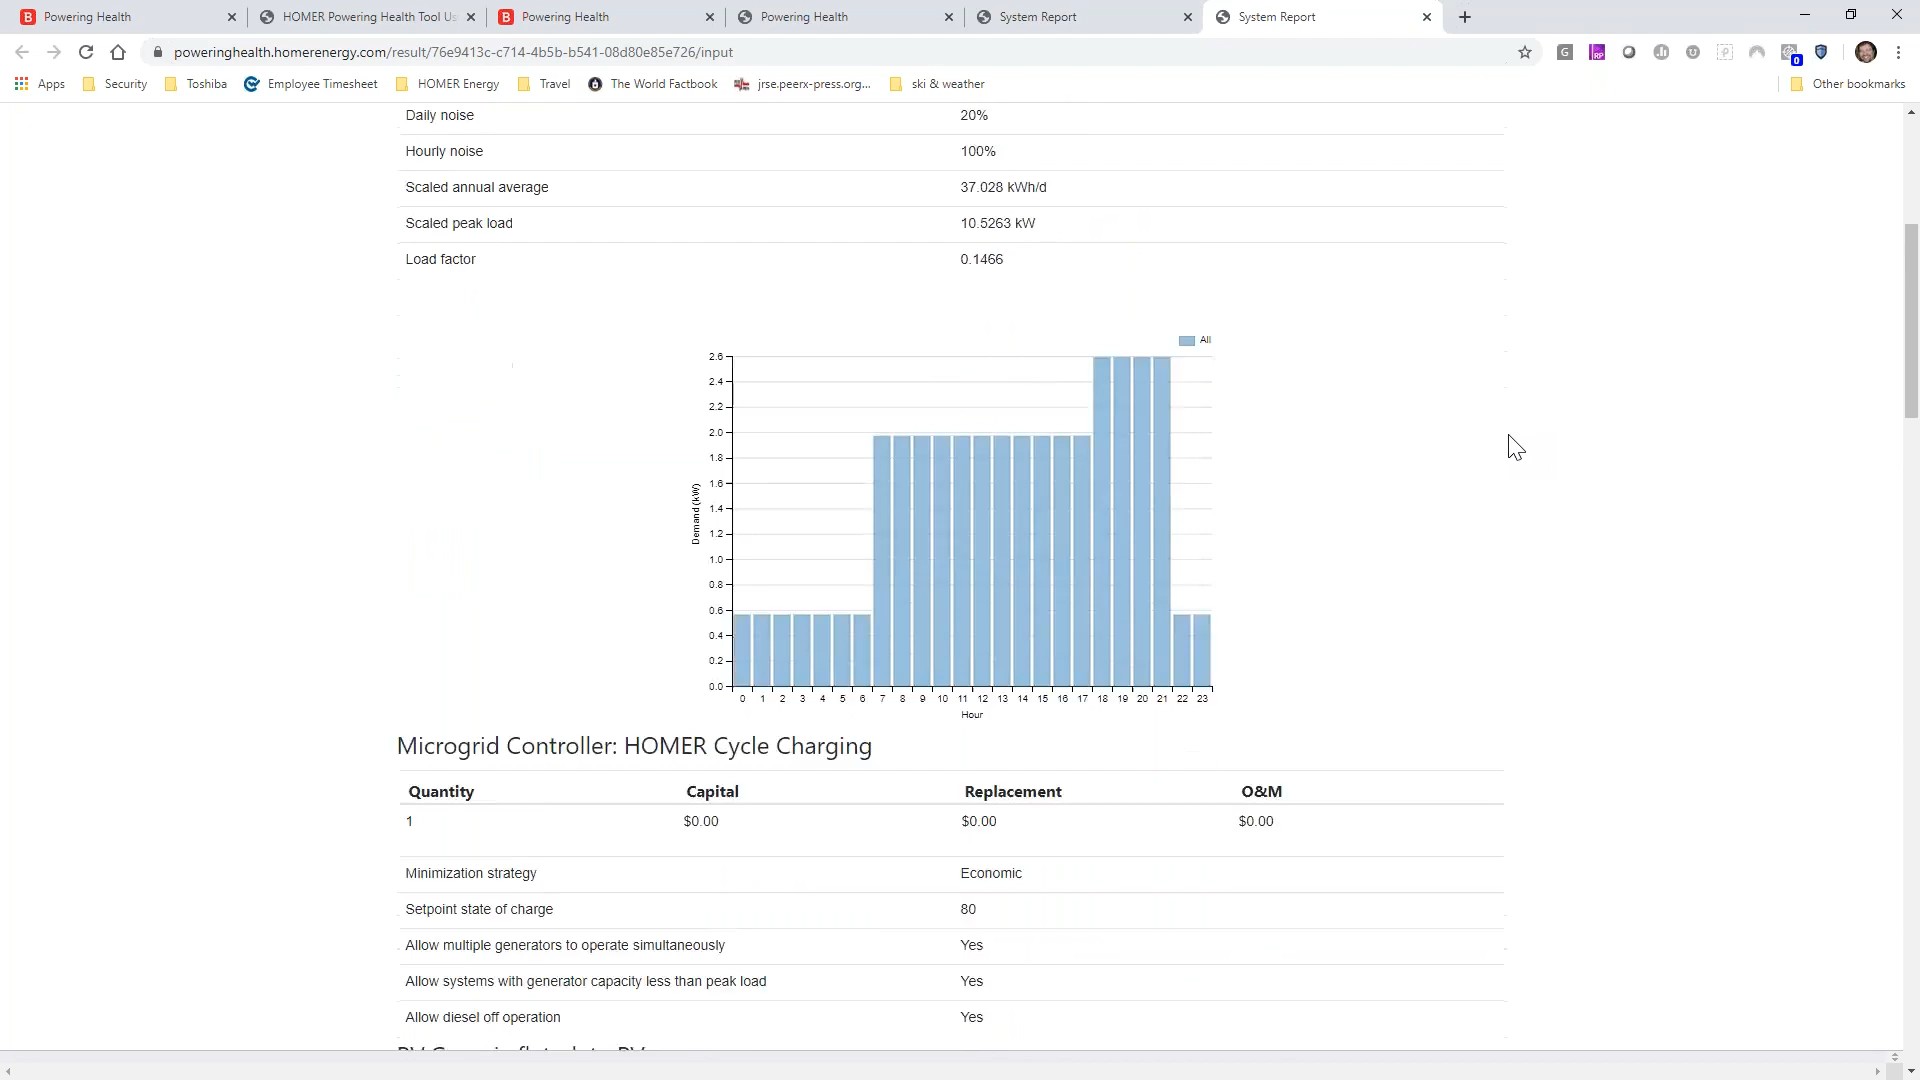 Powering Health
HOMER Powering Health Tool Us
Powering Health
Powering Health
System Report
System Report
poweringhealth.homerenergy.com/result/76e9413c-c714-4b5b-b541-08d80e85e726/input
Apps
Security
Toshiba
Employee Timesheet
HOMER Energy
Travel
The World Factbook
jrse.peerx-press.org...
ski & weather
Other bookmarks
Daily noise 20%
Hourly noise 100%
Scaled annual average 37.028 kWh/d
Scaled peak load 10.5263 kW
Load factor 0.1466
All
2.6
2.4
2.2
2.0
1.8
1.6
1.4
1.2
1.0
0.8
0.6
0.4
0.2
0.0
Demand (kW)
0 1 2 3 4 5 6 7 8 9 10 11 12 13 14 15 16 17 18 19 20 21 22 23
Hour
Microgrid Controller: HOMER Cycle Charging
Quantity Capital Replacement O&M
1 $0.00 $0.00 $0.00
Minimization strategy Economic
Setpoint state of charge 80
Allow multiple generators to operate simultaneously Yes
Allow systems with generator capacity less than peak load Yes
Allow diesel off operation Yes